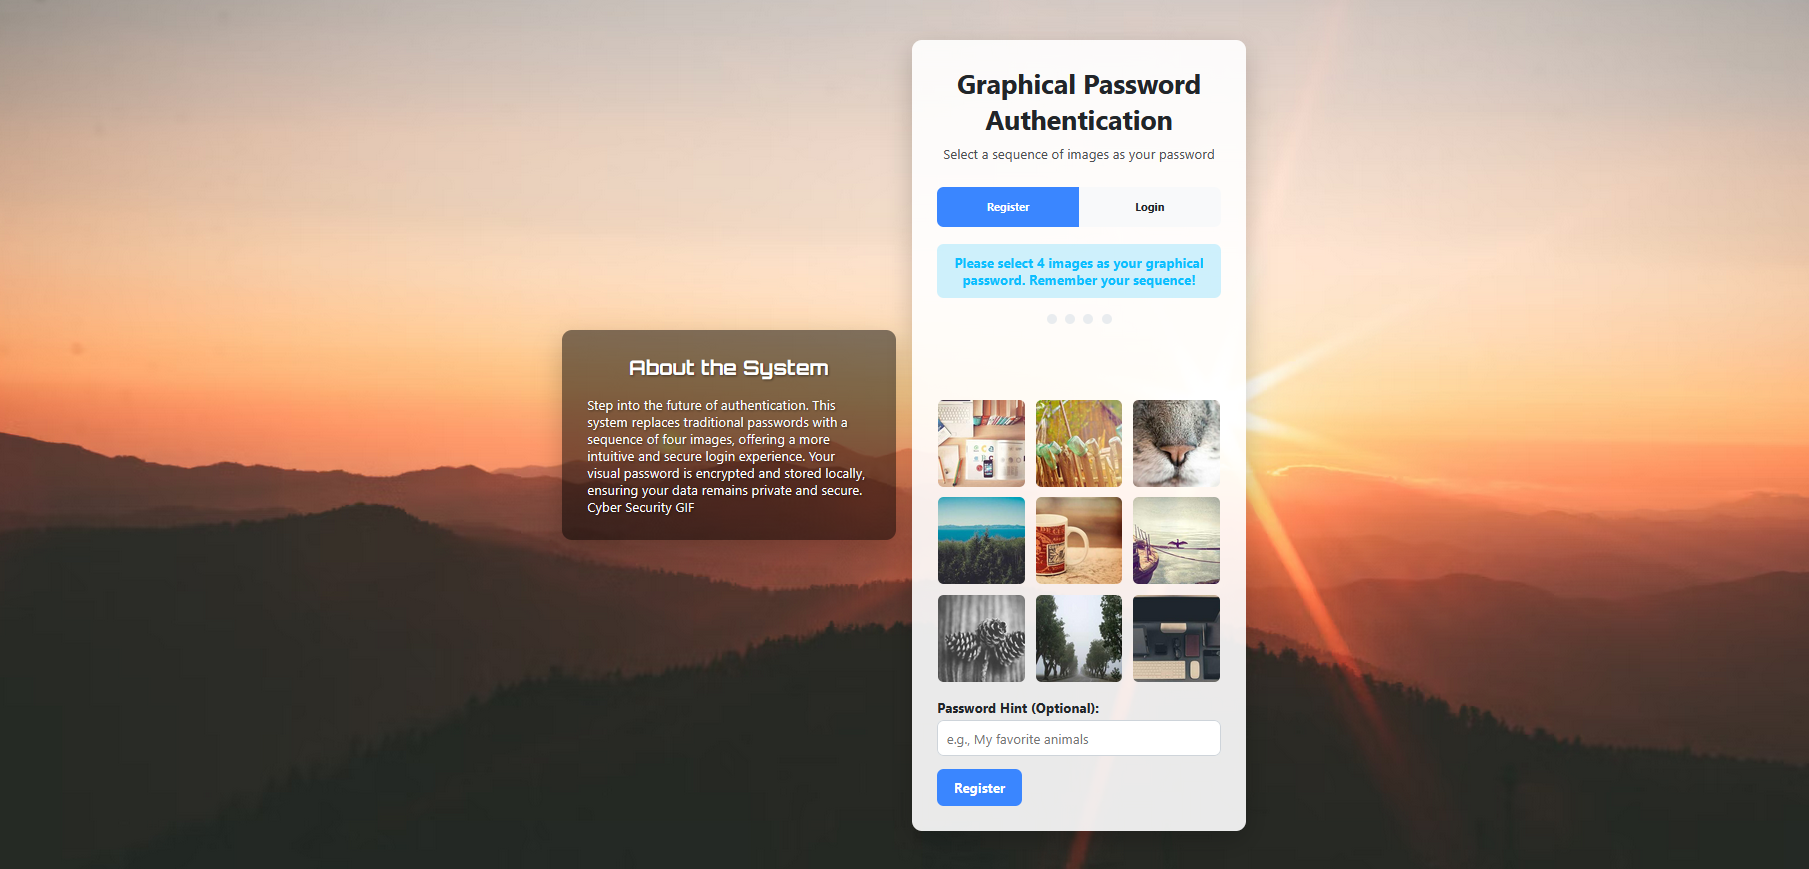 Graphical Password
Authentication
Select a sequence of images as your password
Register
Login
Please select 4 images as your graphical
password. Remember your sequence!
About the System
Step into the future of authentication. This
system replaces traditional passwords with a
sequence of four images, offering a more
intuitive and secure login experience. Your
visual password is encrypted and stored locally,
ensuring your data remains private and secure.
Cyber Security GIF
Password Hint (Optional):
e.g., My favorite animals
Register